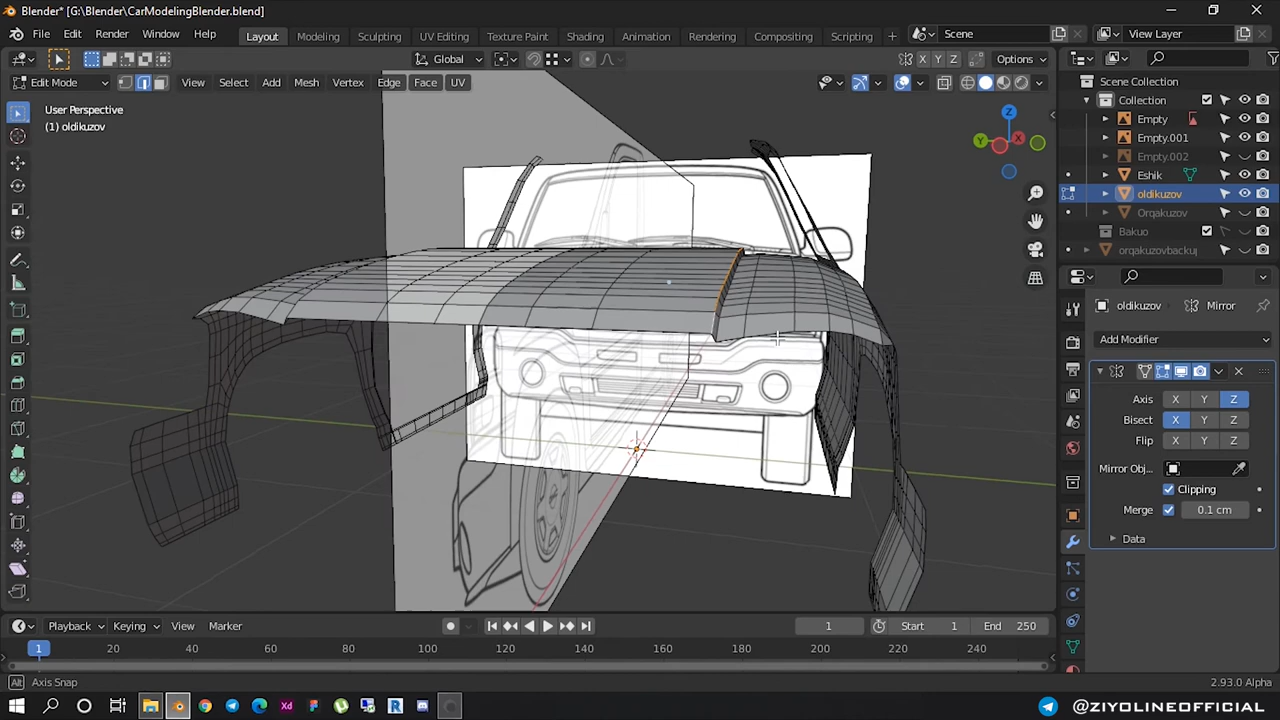 Blender* [G:\Blender\CarModelingBlender.blend]
File Edit Render Window Help Layout Modeling Sculpting UV Editing Texture Paint Shading Animation Rendering Compositing Scripting + Scene View Layer
Global X Y Z Options
Edit Mode View Select Add Mesh Vertex Edge Face UV
User Perspective
(1) oldikuzov
Z
Y X
Scene Collection
Collection
Empty
Empty.001
Empty.002
Eshik
oldikuzov
Orqakuzov
Bakuo
orqakuzovbackuj
oldikuzov Mirror
Add Modifier
Axis X Y Z
Bisect X Y Z
Flip X Y Z
Mirror Obj...
Clipping
Merge 0.1 cm
Data
Playback Keying View Marker 1 Start 1 End 250
1 20 40 60 80 100 120 140 160 180 200 220 240
Alt Axis Snap 2.93.0 Alpha
Xd R @ZIYOLINEOFFICIAL